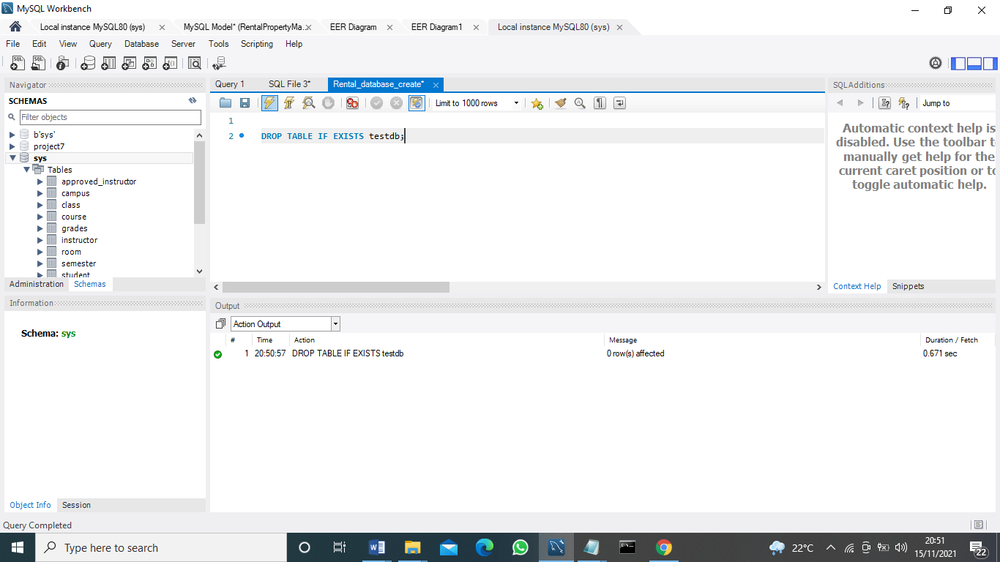 MySQL Workbench
Local instance MySQL80 (sys) MySQL Model* (RentalPropertyMa... EER Diagram EER Diagram1 Local instance MySQL80 (sys)
File Edit View Query Database Server Tools Scripting Help
Navigator
SCHEMAS
Filter objects
b'sys'
project7
sys
Tables
approved_instructor
campus
class
course
grades
instructor
room
semester
student
Administration Schemas
Information
Schema: sys
Object Info Session
Query 1 SQL File 3* Rental_database_create*
Limit to 1000 rows
1
2 DROP TABLE IF EXISTS testdb;
SQLAdditions
Jump to
Automatic context help is
disabled. Use the toolbar t
manually get help for the
current caret position or to
toggle automatic help.
Context Help Snippets
Output
Action Output
# Time Action Message Duration / Fetch
1 20:50:57 DROP TABLE IF EXISTS testdb 0 row(s) affected 0.671 sec
Query Completed
Type here to search
22°C
20:51
15/11/2021
22